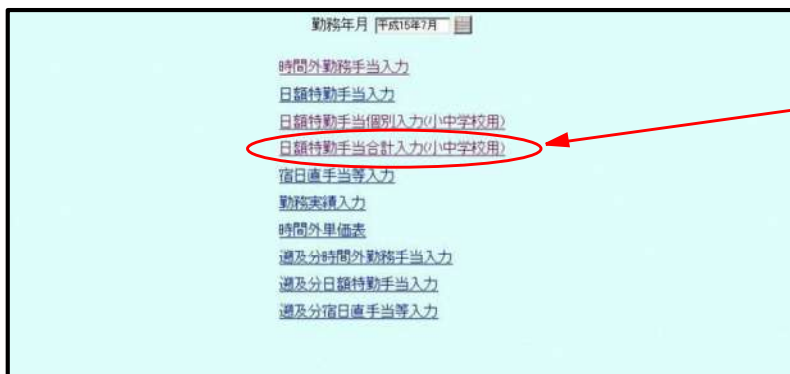 勤務年月 平成15年7月
時間外勤務手当入力
日額特勤手当入力
日額特勤手当個別入力(小中学校用)
日額特勤手当合計入力(小中学校用)
宿日直手当等入力
勤務実績入力
時間外単価表
遡及分時間外勤務手当入力
遡及分日額特勤手当入力
遡及分宿日直手当等入力